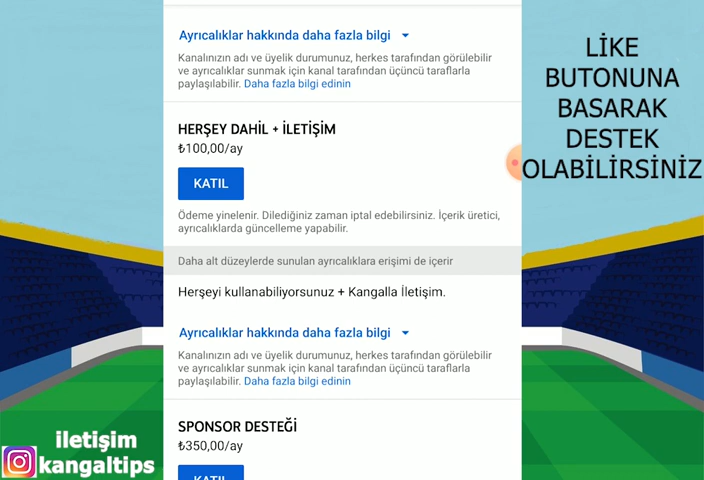 Ayrıcalıklar hakkında daha fazla bilgi
Kanalınızın adı ve üyelik durumunuz, herkes tarafından görülebilir
ve ayrıcalıklar sunmak için kanal tarafından üçüncü taraflarla
paylaşılabilir. Daha fazla bilgi edinin
HERŞEY DAHİL + İLETİŞİM
₺100,00/ay
KATIL
Ödeme yinelenir. Dilediğiniz zaman iptal edebilirsiniz. İçerik üretici,
ayrıcalıklarda güncelleme yapabilir.
Daha alt düzeylerde sunulan ayrıcalıklara erişimi de içerir
Herşeyi kullanabiliyorsunuz + Kangalla İletişim.
Ayrıcalıklar hakkında daha fazla bilgi
Kanalınızın adı ve üyelik durumunuz, herkes tarafından görülebilir
ve ayrıcalıklar sunmak için kanal tarafından üçüncü taraflarla
paylaşılabilir. Daha fazla bilgi edinin
SPONSOR DESTEĞİ
₺350,00/ay
KATIL
LİKE
BUTONUNA
BASARAK
DESTEK
OLABİLİRSİNİZ
iletişim
kangaltips